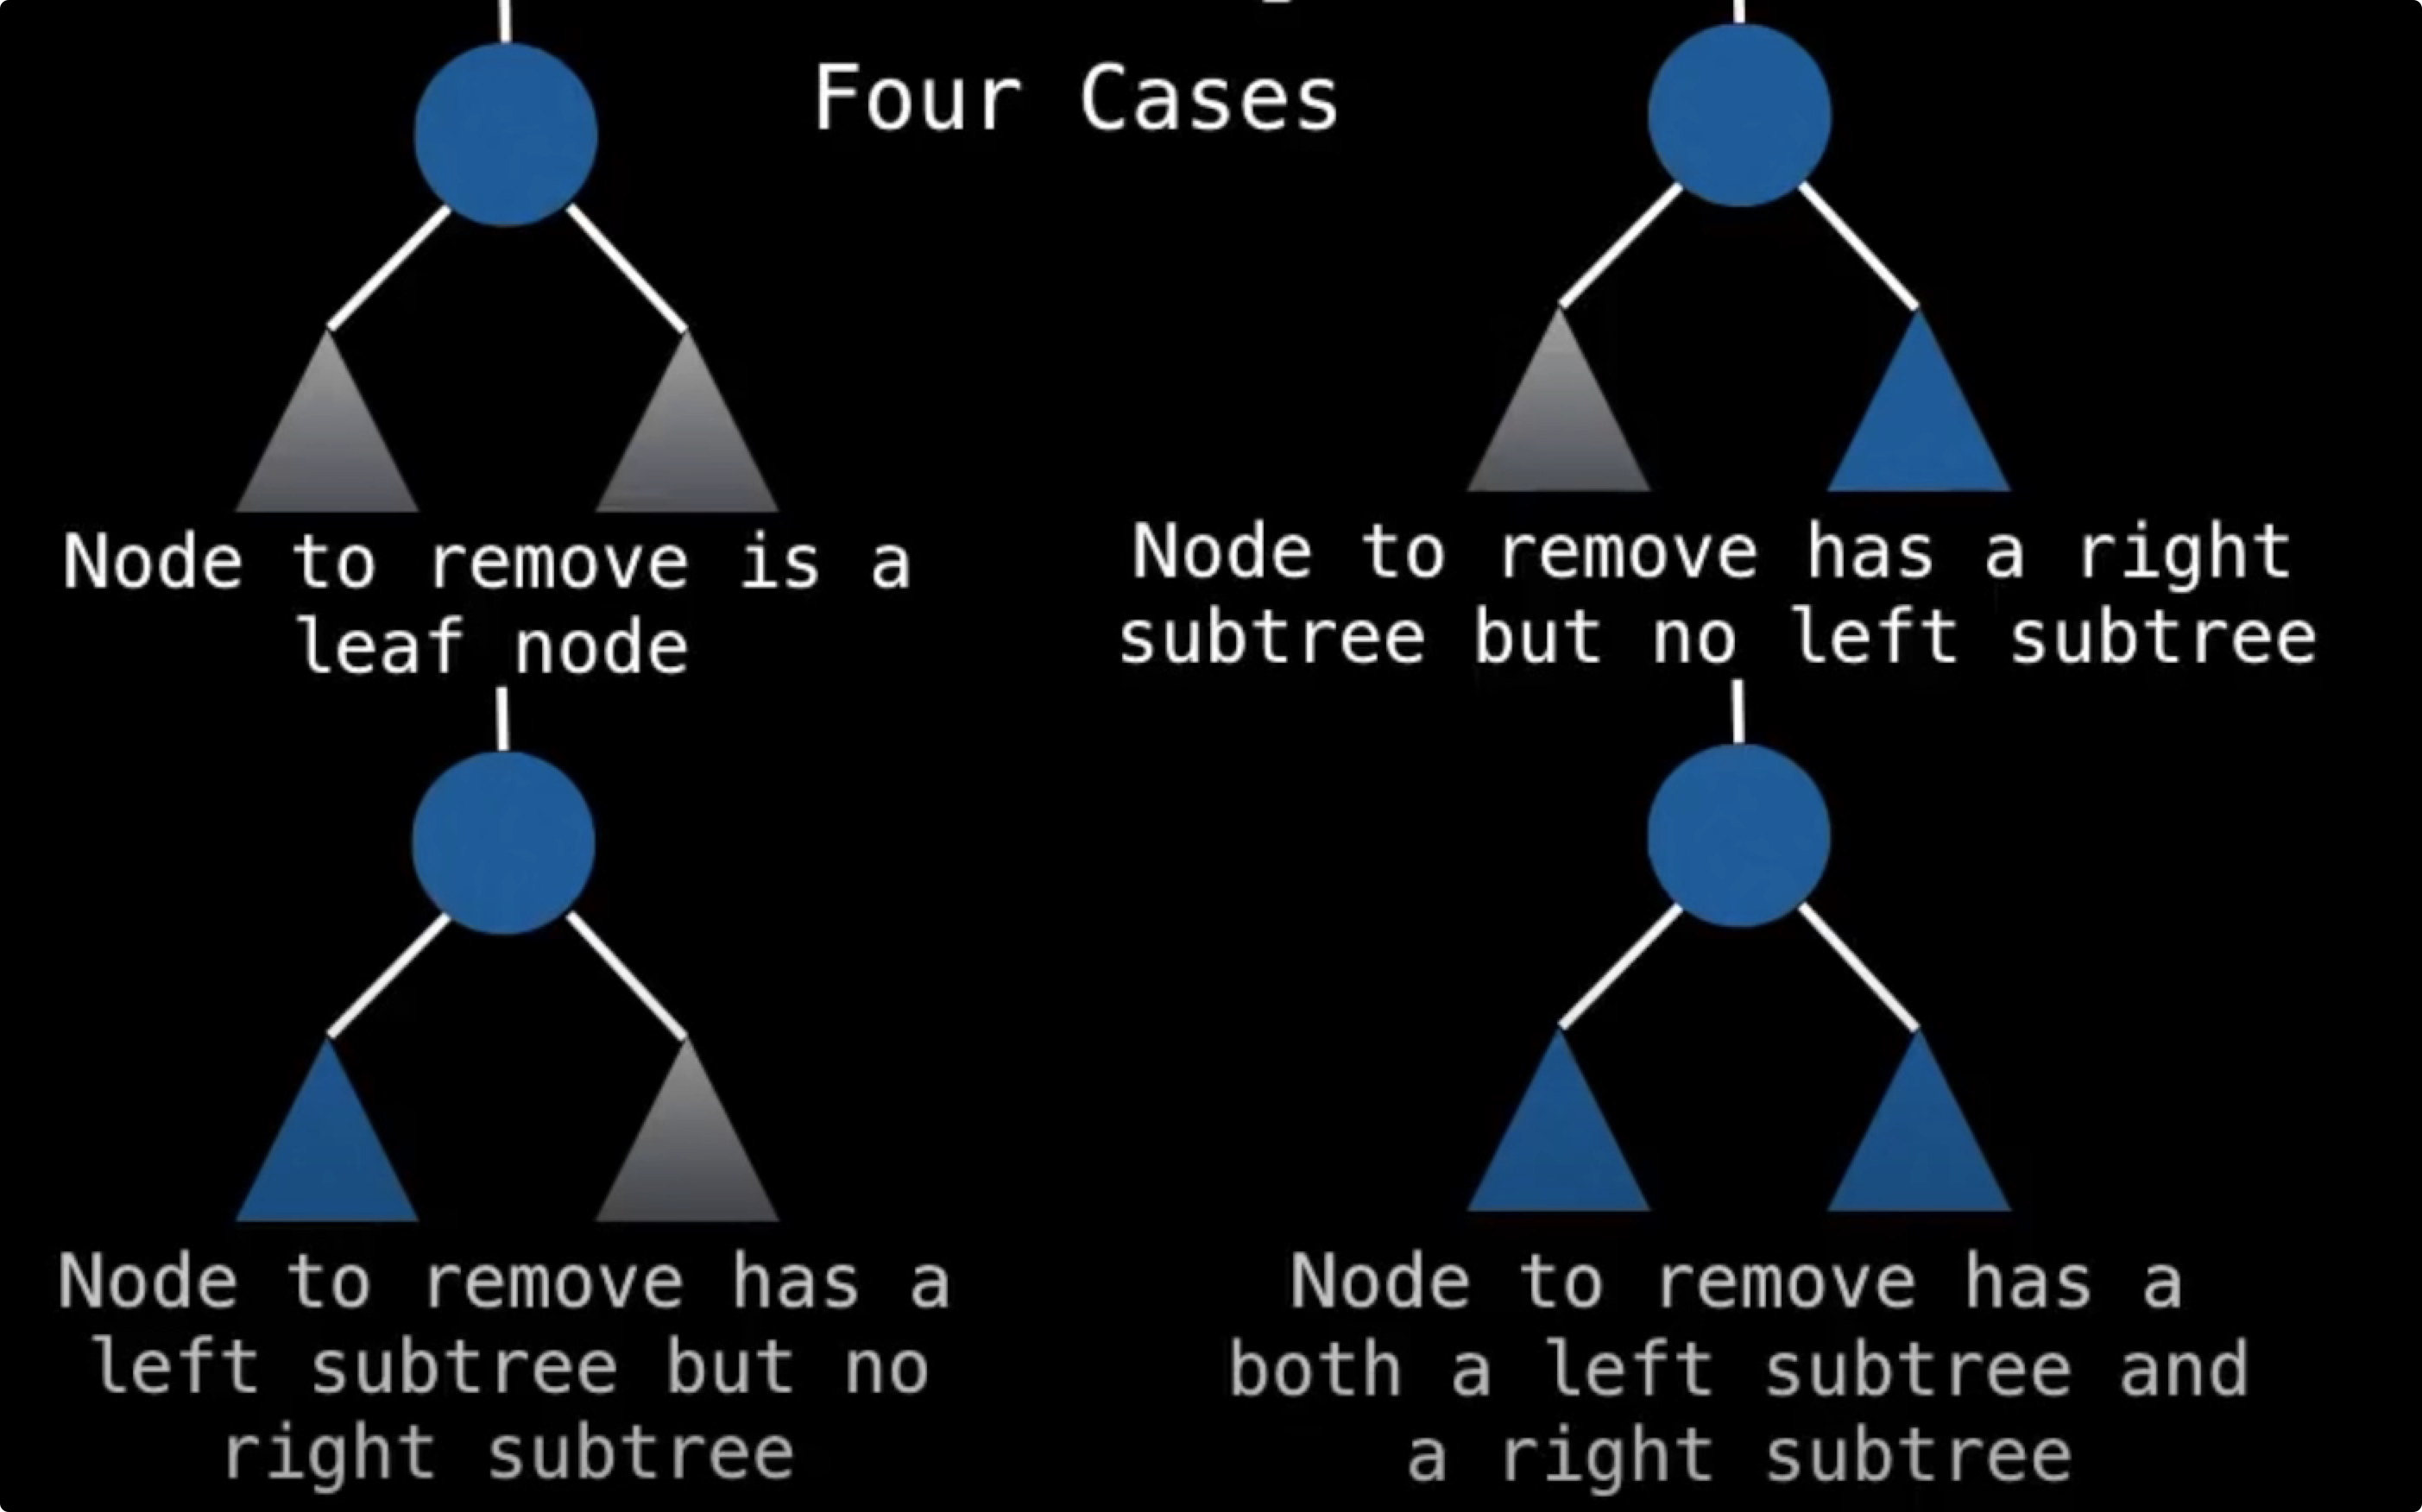 Four Cases
Node to remove is a
leaf node
Node to remove has a right
subtree but no left subtree
Node to remove has a
left subtree but no
right subtree
Node to remove has a
both a left subtree and
a right subtree